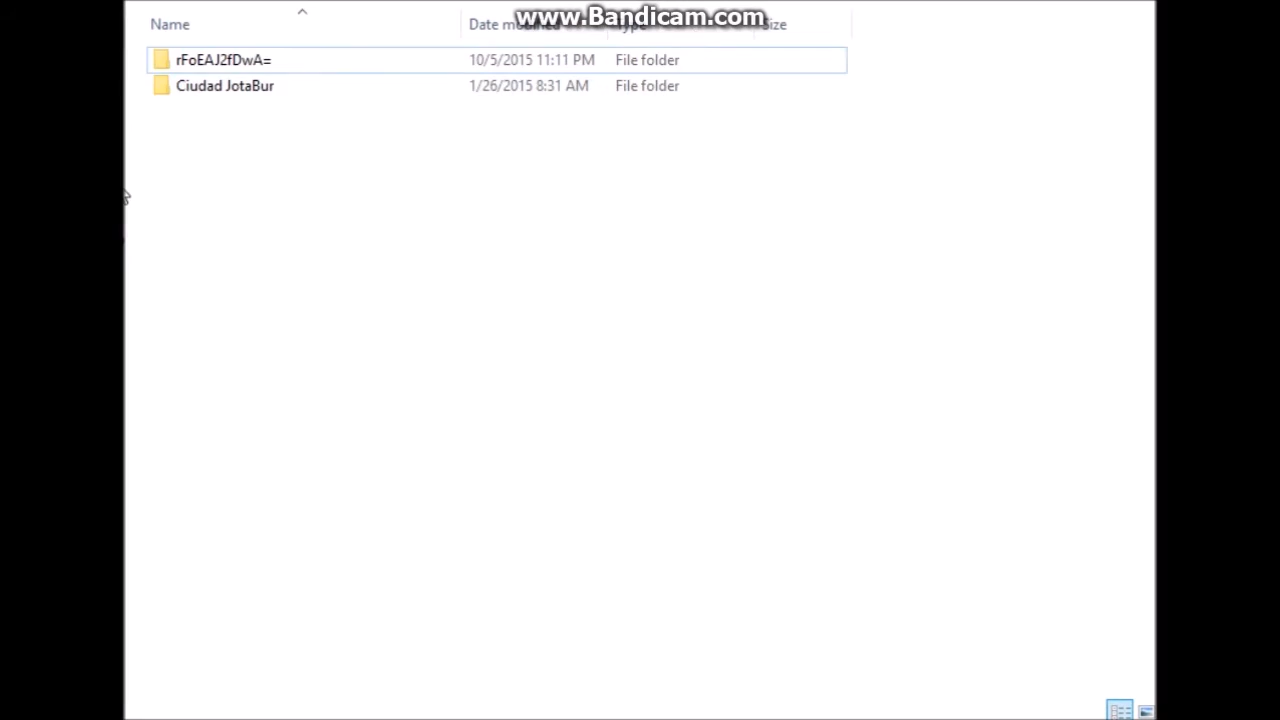 www.Bandicam.com
Name Date modified Type Size
rFoEAJ2fDwA= 10/5/2015 11:11 PM File folder
Ciudad JotaBur 1/26/2015 8:31 AM File folder